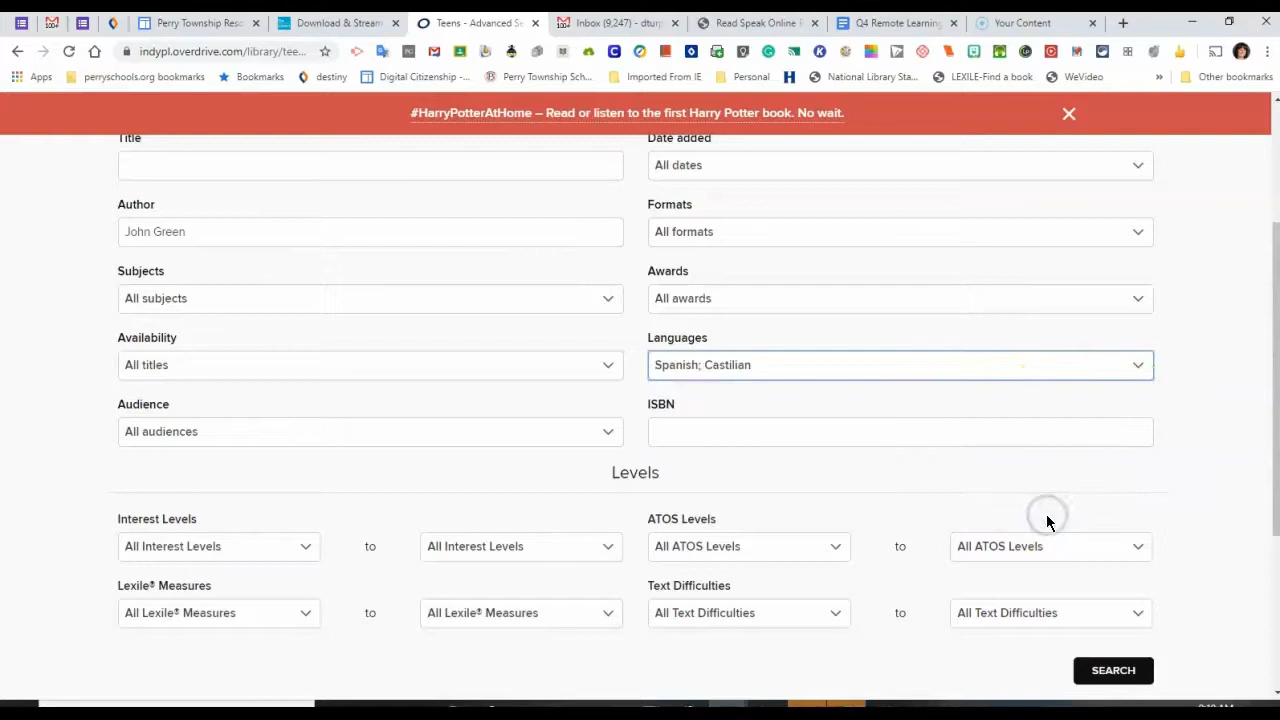 Perry Township Reso
Download & Stream
Teens - Advanced Se
Inbox (9,247) - dturp
Read Speak Online
Q4 Remote Learning
Your Content
indypl.overdrive.com/library/tee...
Apps
perryschools.org bookmarks
Bookmarks
destiny
Digital Citizenship -...
Perry Township Sch...
Imported From IE
Personal
National Library Sta...
LEXILE-Find a book
WeVideo
Other bookmarks
#HarryPotterAtHome – Read or listen to the first Harry Potter book. No wait.
Title
Date added
All dates
Author
Formats
John Green
All formats
Subjects
Awards
All subjects
All awards
Availability
Languages
All titles
Spanish; Castilian
Audience
ISBN
All audiences
Levels
Interest Levels
ATOS Levels
All Interest Levels to All Interest Levels
All ATOS Levels to All ATOS Levels
Lexile® Measures
Text Difficulties
All Lexile® Measures to All Lexile® Measures
All Text Difficulties to All Text Difficulties
SEARCH